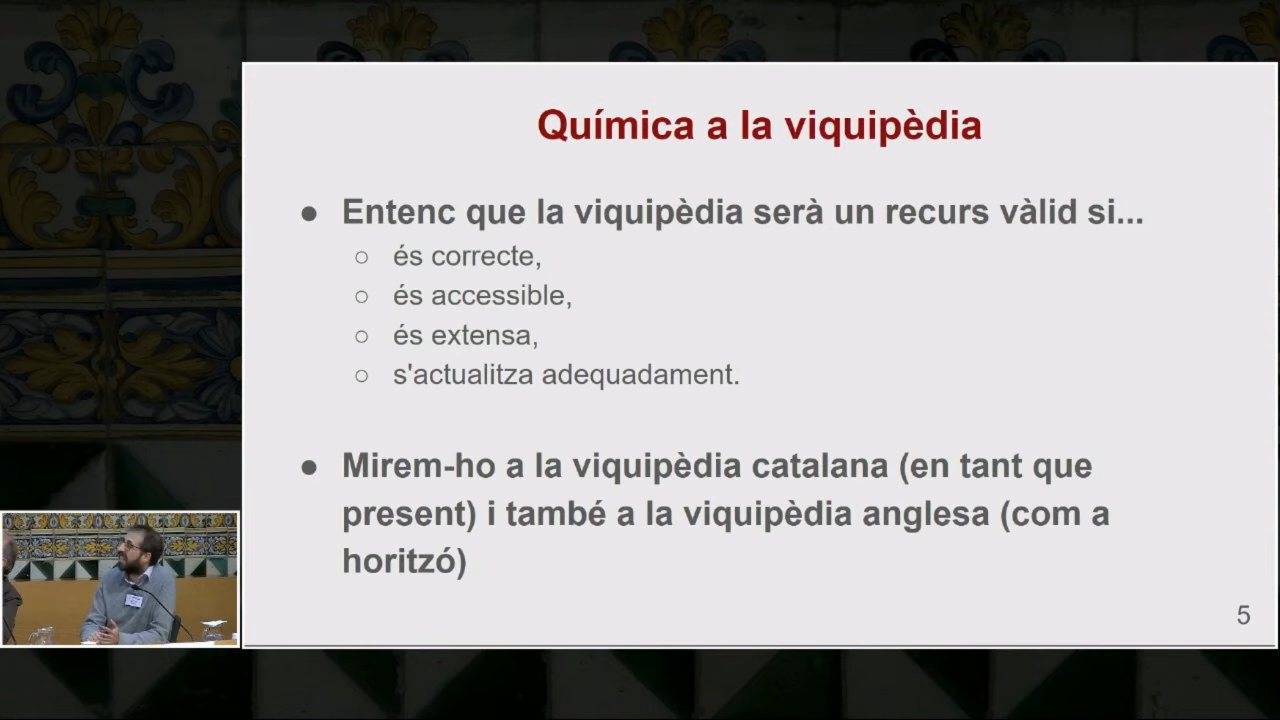 Química a la viquipèdia
● Entenc que la viquipèdia serà un recurs vàlid si...
○ és correcte,
○ és accessible,
○ és extensa,
○ s'actualitza adequadament.
● Mirem-ho a la viquipèdia catalana (en tant que
present) i també a la viquipèdia anglesa (com a
horitzó)
5